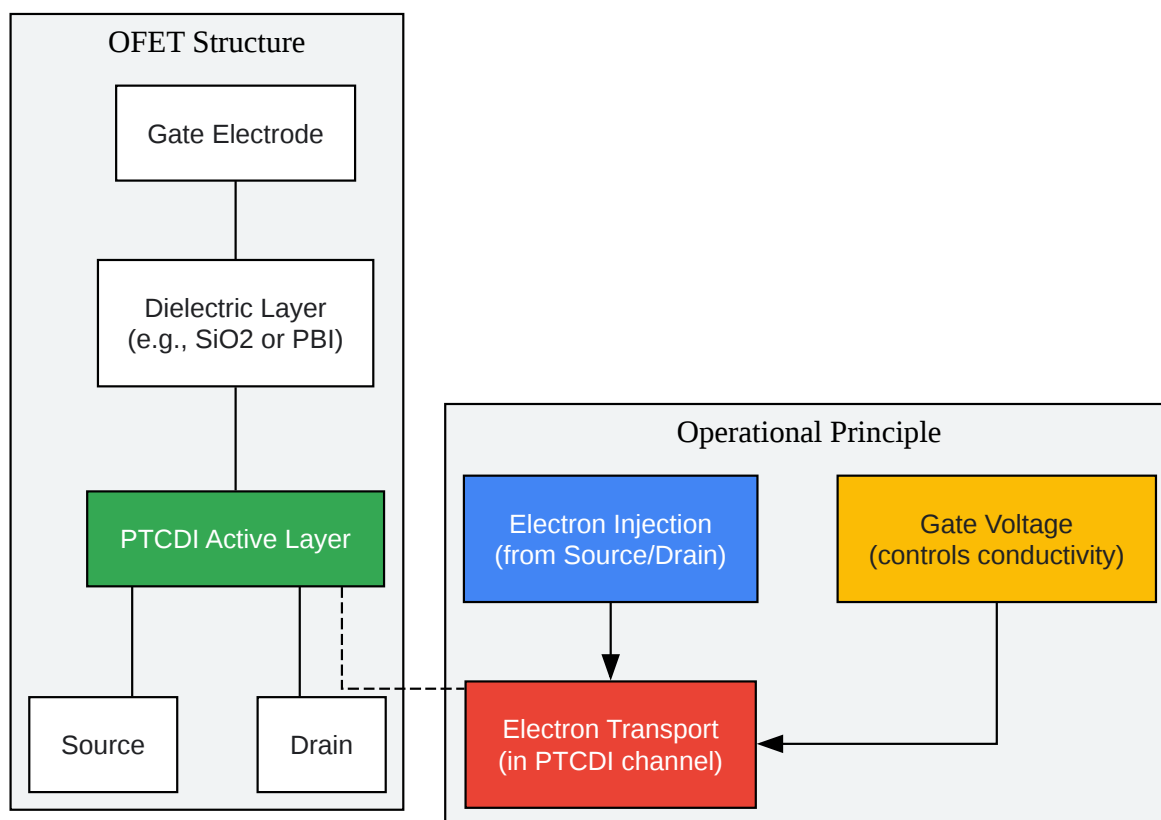 OFET Structure
Gate Electrode
Dielectric Layer
(e.g., SiO2 or PBI)
PTCDI Active Layer
Source
Drain
Operational Principle
Electron Injection
(from Source/Drain)
Gate Voltage
(controls conductivity)
Electron Transport
(in PTCDI channel)